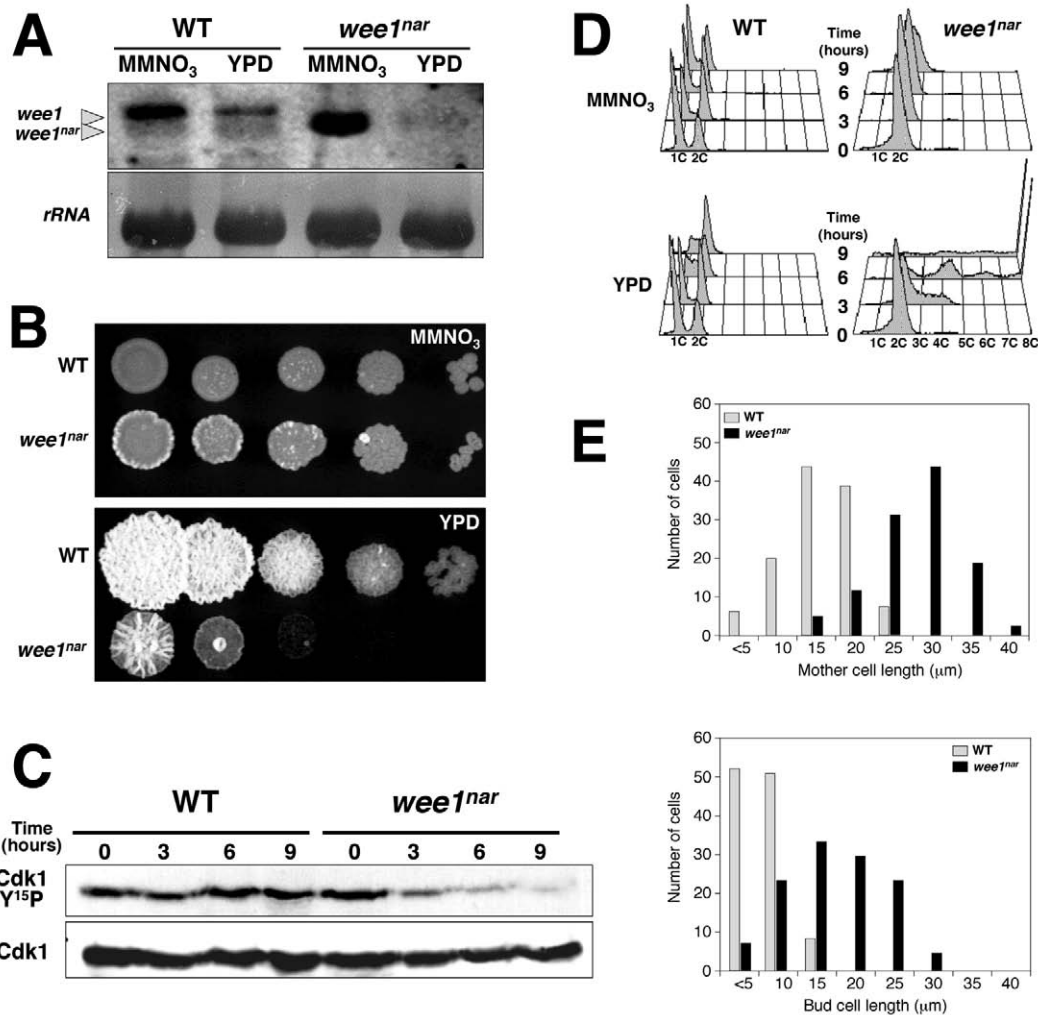 A
WT wee1nar
MMNO3 YPD MMNO3 YPD
wee1
wee1nar
rRNA
B
MMNO3
WT
wee1nar
YPD
WT
wee1nar
C
WT wee1nar
Time
(hours)
0 3 6 9 0 3 6 9
Cdk1
Y15P
Cdk1
D
WT Time wee1nar
(hours)
9
6
MMNO3
3
0
1C 2C 1C 2C
Time
(hours)
9
6
YPD
3
0
1C 2C 1C 2C 3C 4C 5C 6C 7C 8C
E
60
50
40
30
20
10
0
Number of cells
WT
wee1nar
<5 10 15 20 25 30 35 40
Mother cell length (µm)
60
50
40
30
20
10
0
Number of cells
WT
wee1nar
<5 10 15 20 25 30 35 40
Bud cell length (µm)